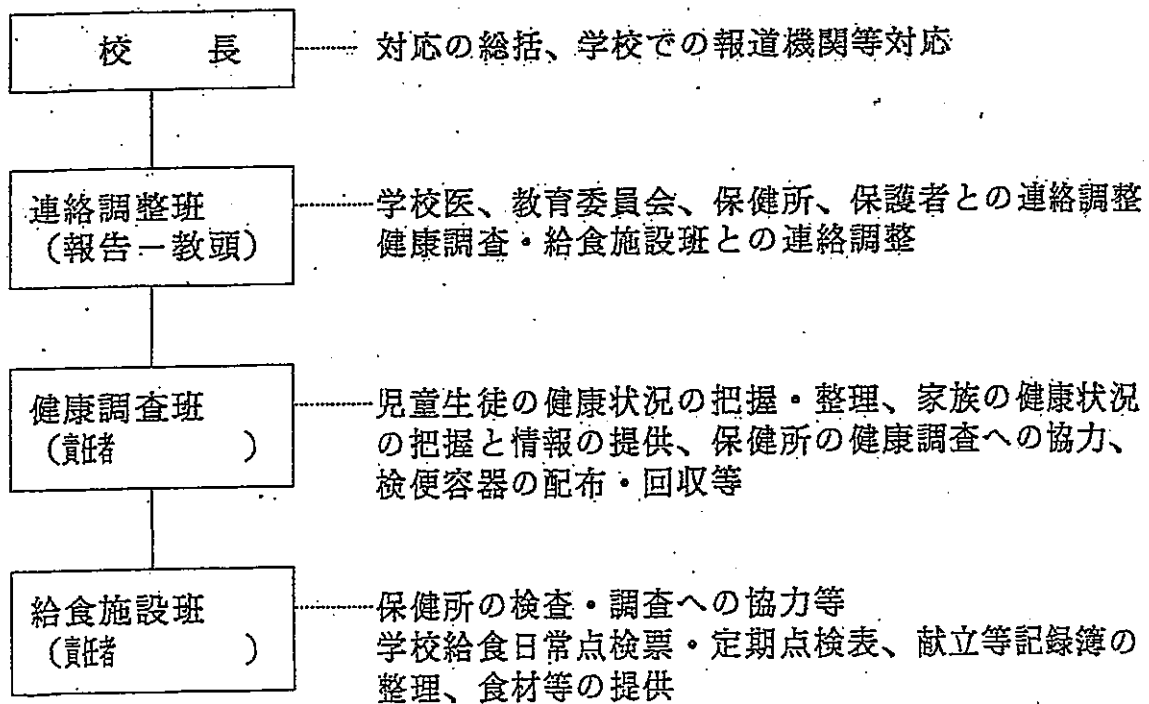 校　　長
対応の総括、学校での報道機関等対応
連絡調整班
（報告－教頭）
学校医、教育委員会、保健所、保護者との連絡調整
健康調査・給食施設班との連絡調整
健康調査班
（責任者　　　　）
児童生徒の健康状況の把握・整理、家族の健康状況
の把握と情報の提供、保健所の健康調査への協力、
検便容器の配布・回収等
給食施設班
（責任者　　　　）
保健所の検査・調査への協力等
学校給食日常点検票・定期点検表、献立等記録簿の
整理、食材等の提供